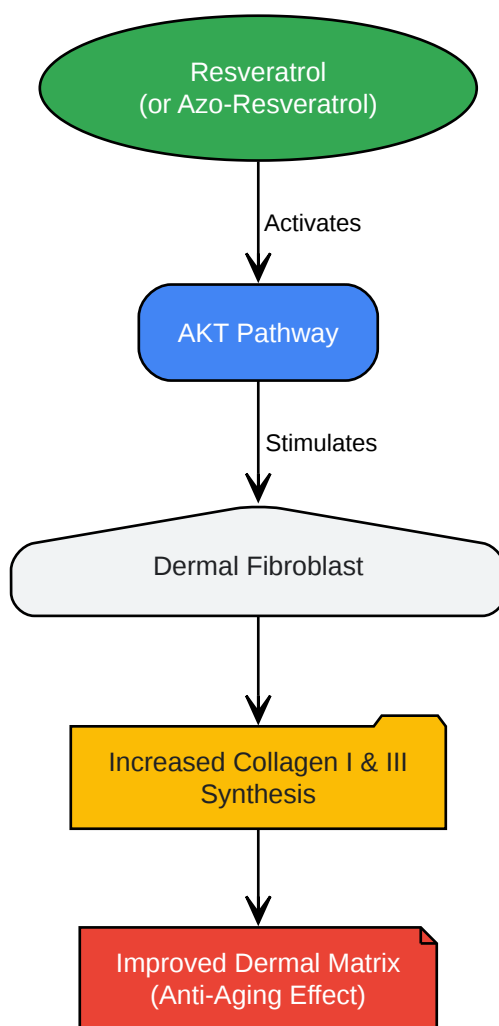 Resveratrol
(or Azo-Resveratrol)
Activates
AKT Pathway
Stimulates
Dermal Fibroblast
Increased Collagen I & III
Synthesis
Improved Dermal Matrix
(Anti-Aging Effect)